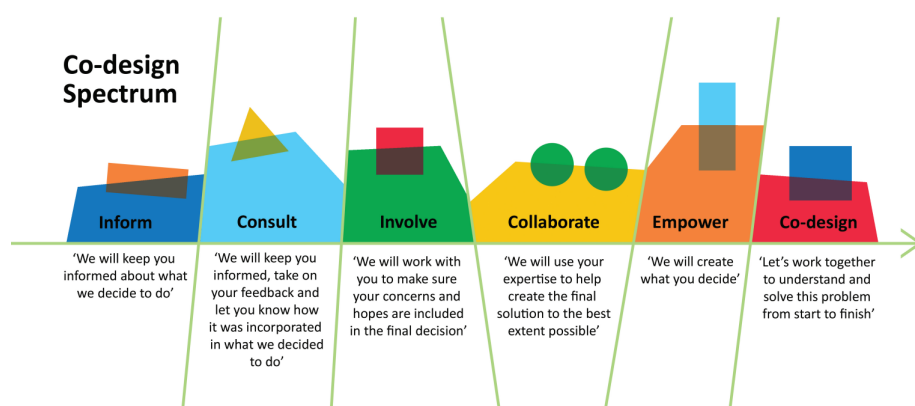 Co-design
Spectrum
Inform
‘We will keep you
informed about what
we decide to do’
Consult
‘We will keep you
informed, take on
your feedback and
let you know how
it was incorporated
in what we decided
to do’
Involve
‘We will work with
you to make sure
your concerns and
hopes are included
in the final decision’
Collaborate
‘We will use your
expertise to help
create the final
solution to the best
extent possible’
Empower
‘We will create
what you decide’
Co-design
‘Let’s work together
to understand and
solve this problem
from start to finish’